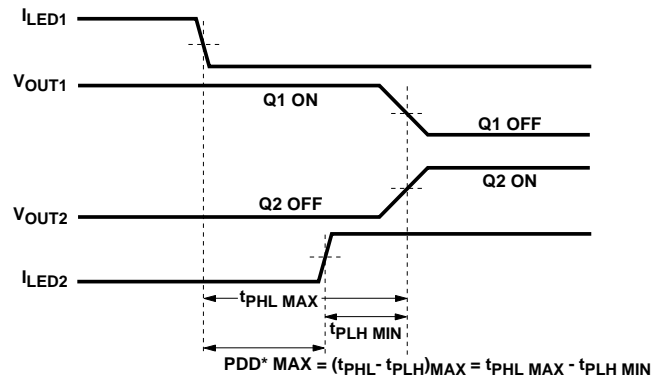 ILED1
VOUT1
Q1 ON
Q1 OFF
Q2 ON
Q2 OFF
VOUT2
ILED2
tPHL MAX
tPLH MIN
PDD* MAX = (tPHL- tPLH)MAX = tPHL MAX - tPLH MIN